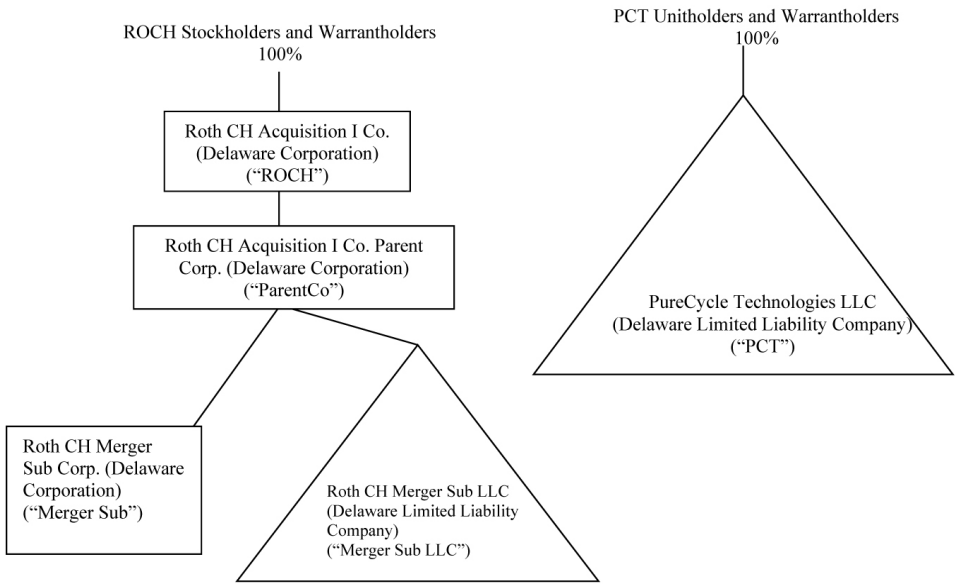 ROCH Stockholders and Warrantholders
100%
Roth CH Acquisition I Co.
(Delaware Corporation)
(“ROCH”)
Roth CH Acquisition I Co. Parent
Corp. (Delaware Corporation)
(“ParentCo”)
Roth CH Merger
Sub Corp. (Delaware
Corporation)
(“Merger Sub”)
Roth CH Merger Sub LLC
(Delaware Limited Liability
Company)
(“Merger Sub LLC”)
PCT Unitholders and Warrantholders
100%
PureCycle Technologies LLC
(Delaware Limited Liability Company)
(“PCT”)